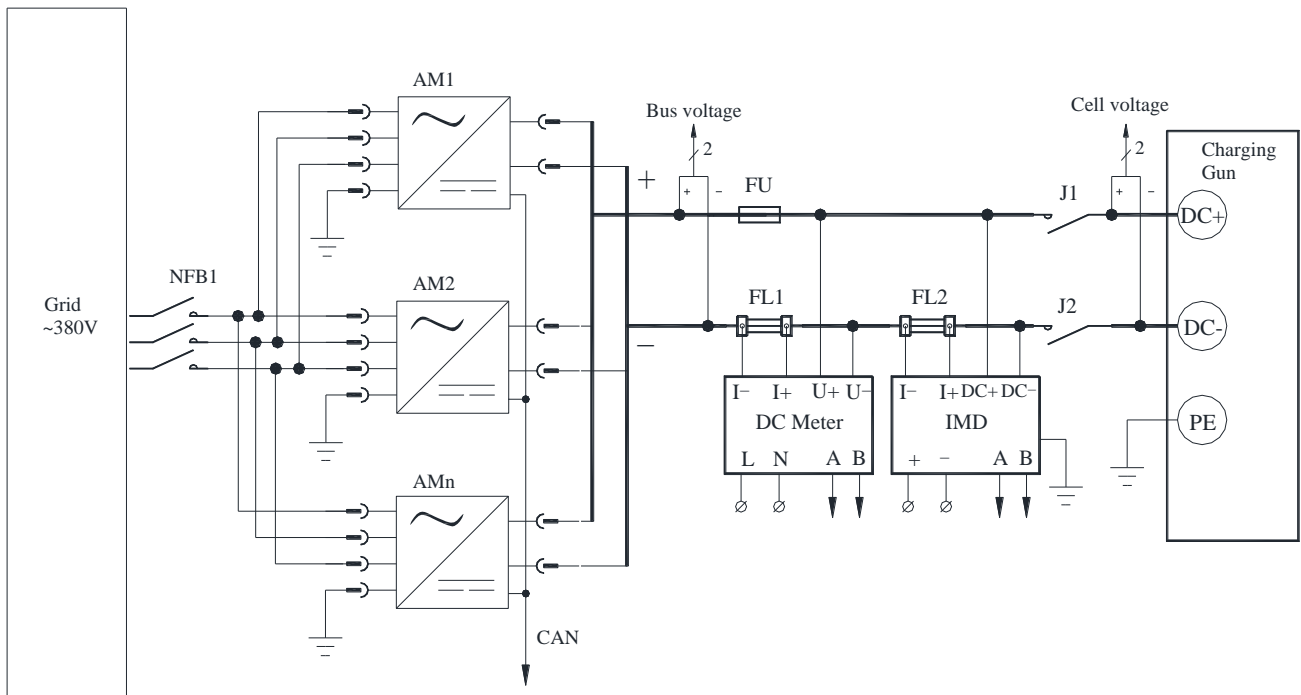 AM1
Bus voltage
Cell voltage
2
2
Charging
Gun
+
FU
+ −
J1
+ −
DC+
NFB1
Grid
~380V
AM2
FL1
FL2
J2
−
DC-
I− I+ U+ U−
I− I+ DC+ DC−
DC Meter
IMD
PE
L N A B
+ − A B
AMn
CAN